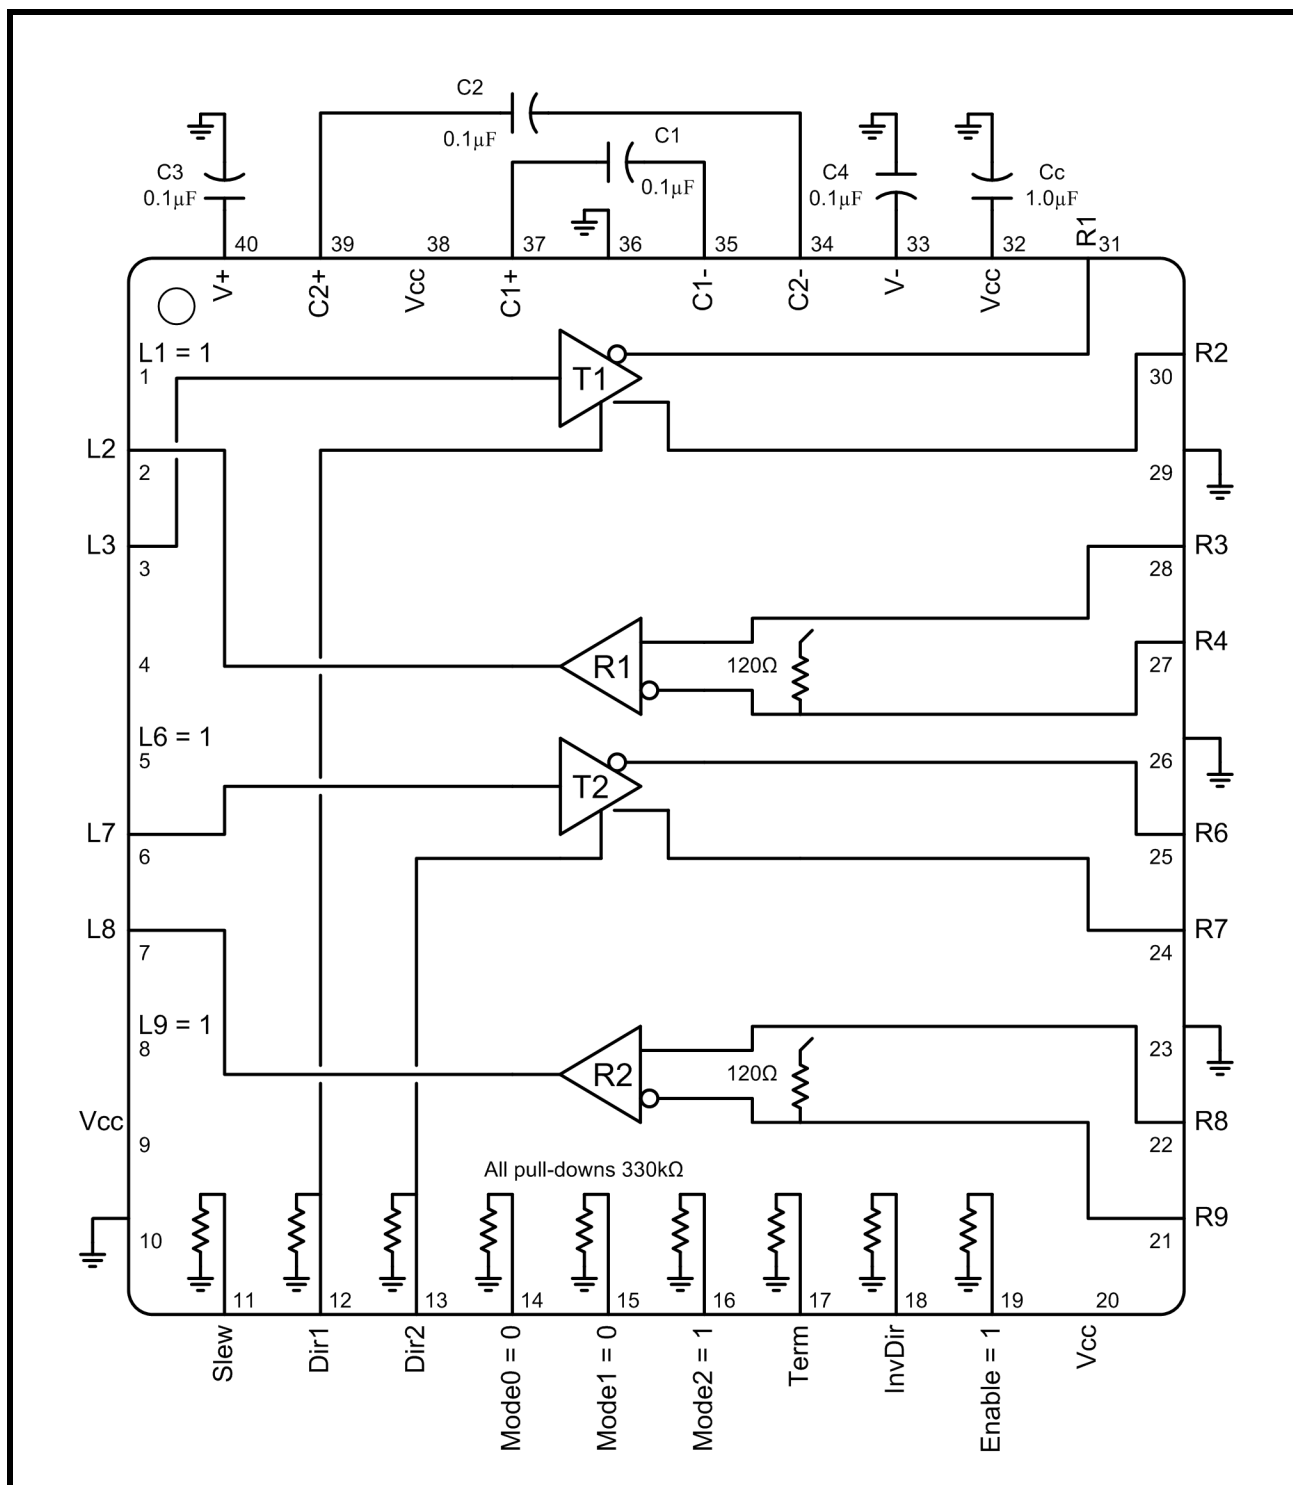 C2
0.1µF
C1
0.1µF
C3
0.1µF
C4
0.1µF
Cc
1.0µF
40
39
38
37
36
35
34
33
32
R1
31
V+
C2+
Vcc
C1+
C1-
C2-
V-
Vcc
L1 = 1
1
T1
R2
30
L2
2
29
L3
3
R3
28
4
R1
120Ω
R4
27
L6 = 1
5
26
T2
L7
6
R6
25
L8
7
R7
24
L9 = 1
8
23
R2
120Ω
Vcc
9
R8
22
All pull-downs 330kΩ
10
R9
21
11
12
13
14
15
16
17
18
19
20
Slew
Dir1
Dir2
Mode0 = 0
Mode1 = 0
Mode2 = 1
Term
InvDir
Enable = 1
Vcc